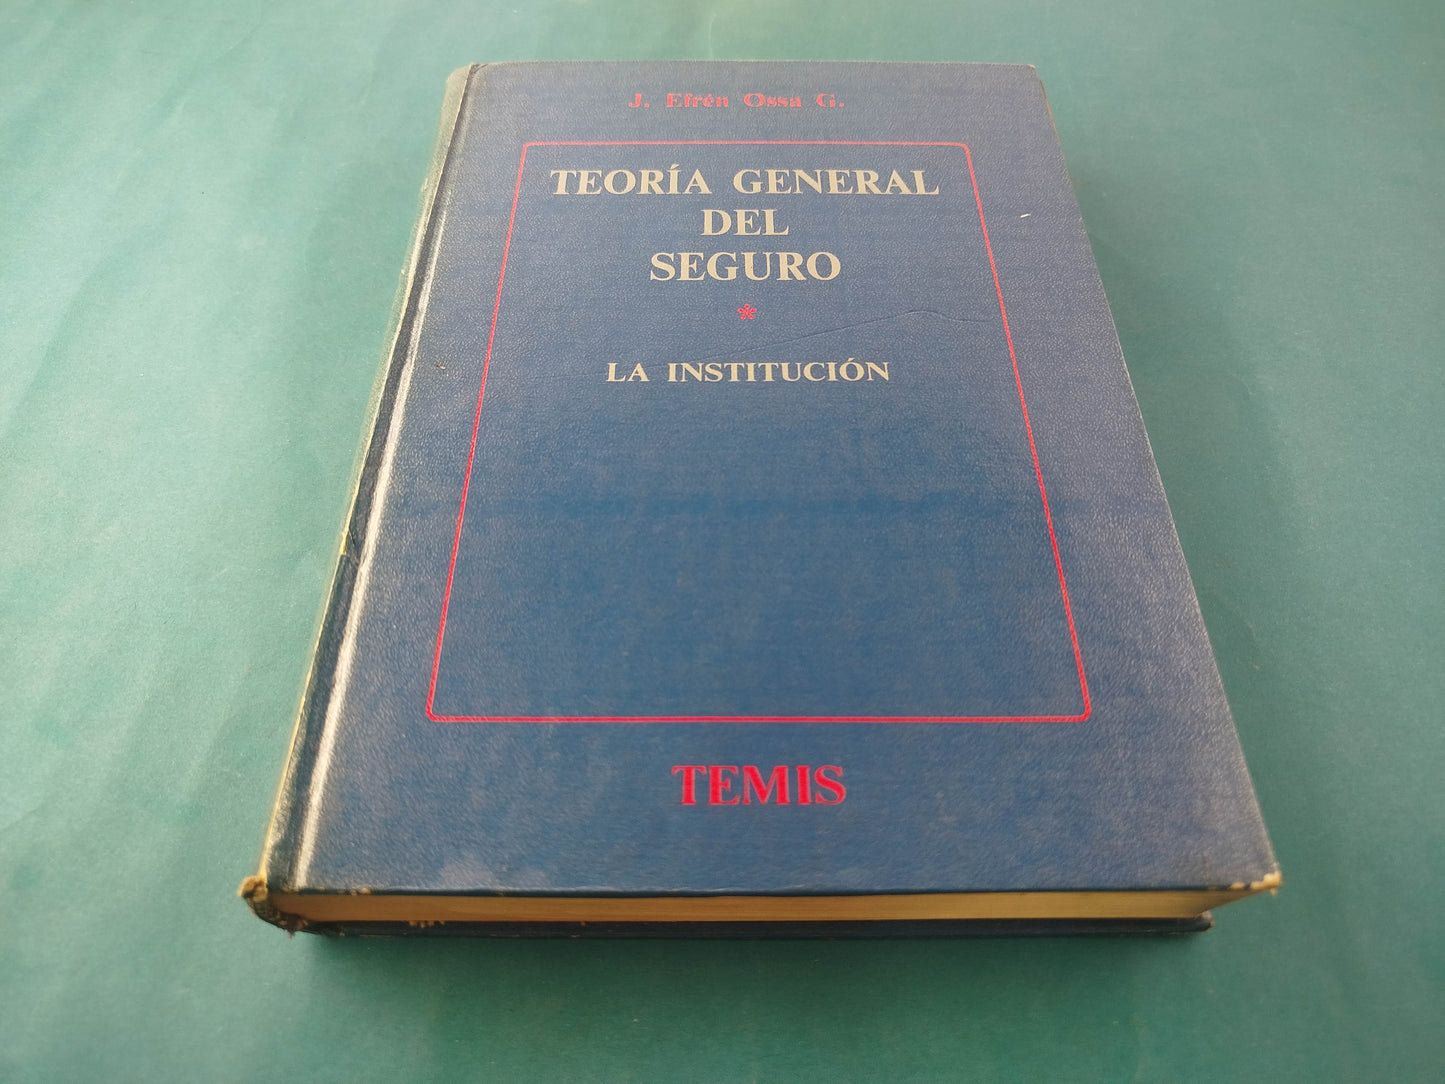 J. Efrén Ossa G.
TEORÍA GENERAL
DEL
SEGURO
*
LA INSTITUCIÓN
TEMIS